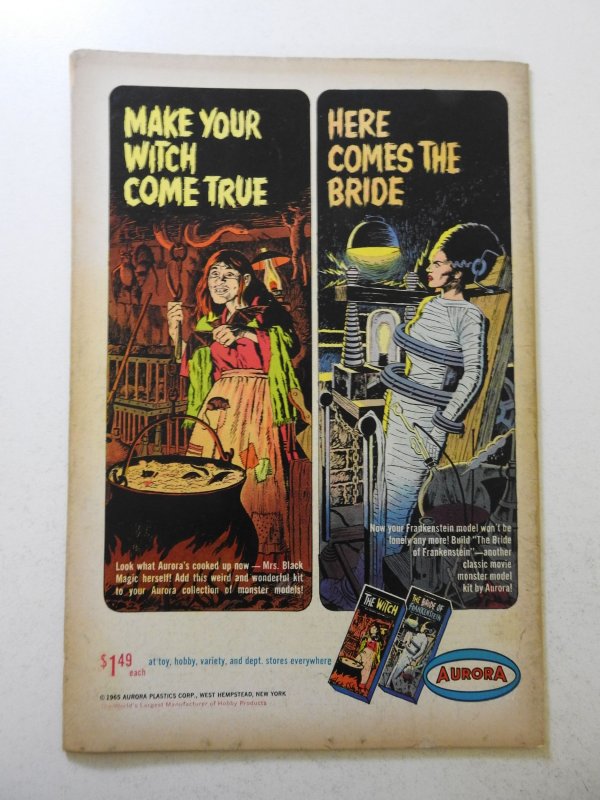 MAKE YOUR
WITCH
COME TRUE
Look what Aurora's cooked up now — Mrs. Black
Magic herself! Add this weird and wonderful kit
to your Aurora collection of monster models!
HERE
COMES THE
BRIDE
Now your Frankenstein model won't be
lonely any more! Build "The Bride
of Frankenstein"—another
classic movie
monster model
kit by Aurora!
THE WITCH
THE BRIDE OF
FRANKENSTEIN
$1.49 each
at toy, hobby, variety, and dept. stores everywhere
AURORA
© 1965 AURORA PLASTICS CORP., WEST HEMPSTEAD, NEW YORK
The World's Largest Manufacturer of Hobby Products